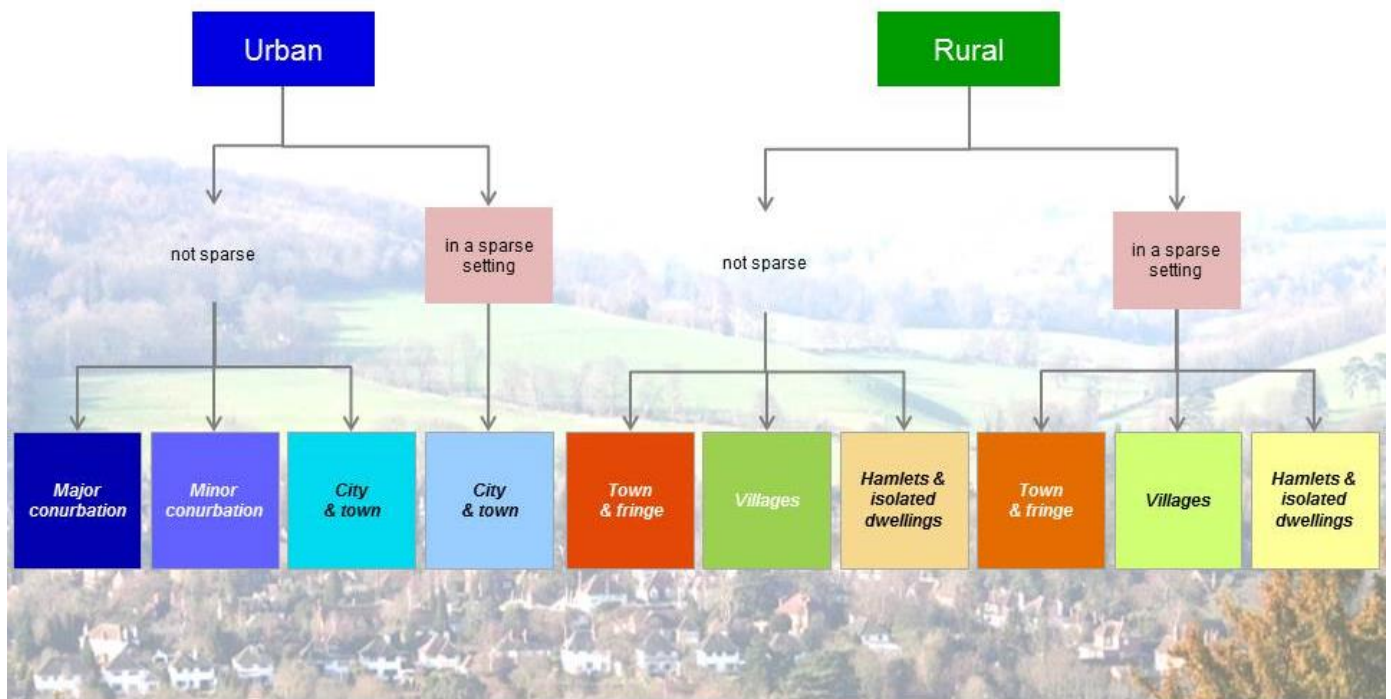 Urban
Rural
not sparse
in a sparse
setting
not sparse
in a sparse
setting
Major
conurbation
Minor
conurbation
City
& town
City
& town
Town
& fringe
Villages
Hamlets &
isolated
dwellings
Town
& fringe
Villages
Hamlets &
isolated
dwellings